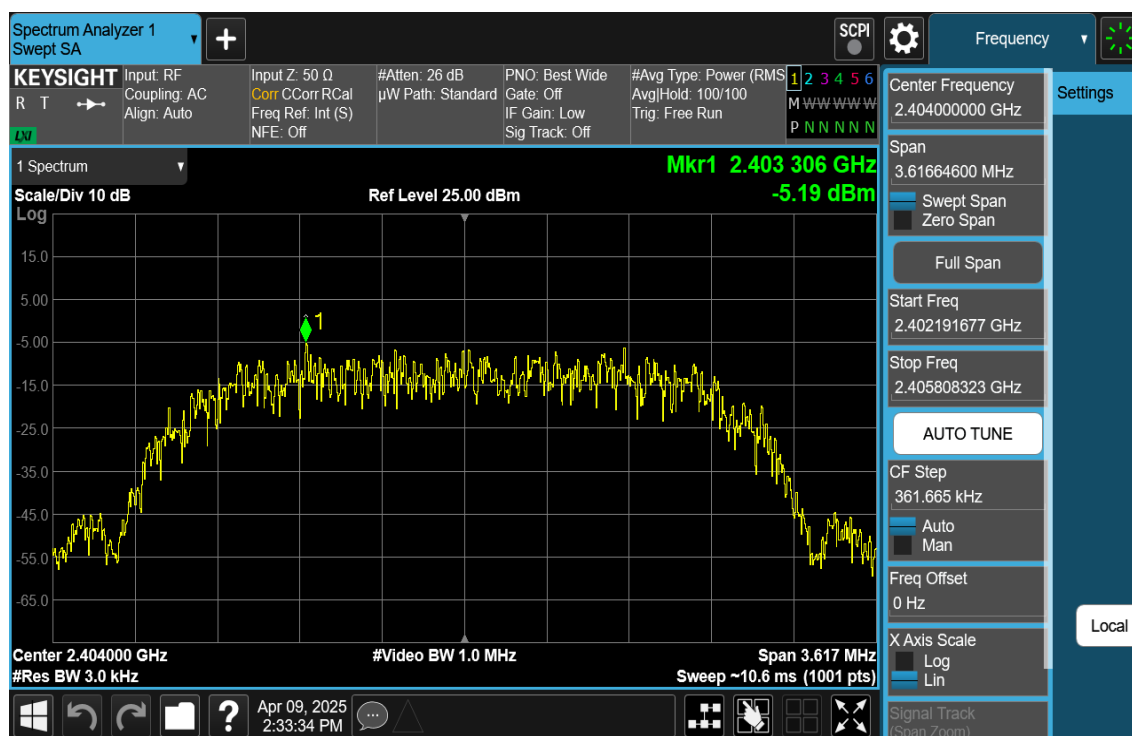 Spectrum Analyzer 1
Swept SA
SCPI
Frequency
KEYSIGHT
R T
LXI
Input: RF
Coupling: AC
Align: Auto
Input Z: 50 Ω
Corr CCorr RCal
Freq Ref: Int (S)
NFE: Off
#Atten: 26 dB
µW Path: Standard
PNO: Best Wide
Gate: Off
IF Gain: Low
Sig Track: Off
#Avg Type: Power (RMS
Avg|Hold: 100/100
Trig: Free Run
1 2 3 4 5 6
M W W W W W
P N N N N N
1 Spectrum
Mkr1 2.403 306 GHz
Scale/Div 10 dB
Ref Level 25.00 dBm
-5.19 dBm
Log
15.0
5.00
-5.00
-15.0
-25.0
-35.0
-45.0
-55.0
-65.0
1
Center 2.404000 GHz
#Video BW 1.0 MHz
Span 3.617 MHz
#Res BW 3.0 kHz
Sweep ~10.6 ms (1001 pts)
?
Apr 09, 2025
2:33:34 PM
Center Frequency
2.404000000 GHz
Span
3.61664600 MHz
Swept Span
Zero Span
Full Span
Start Freq
2.402191677 GHz
Stop Freq
2.405808323 GHz
AUTO TUNE
CF Step
361.665 kHz
Auto
Man
Freq Offset
0 Hz
X Axis Scale
Log
Lin
Signal Track
(Span Zoom)
Settings
Local